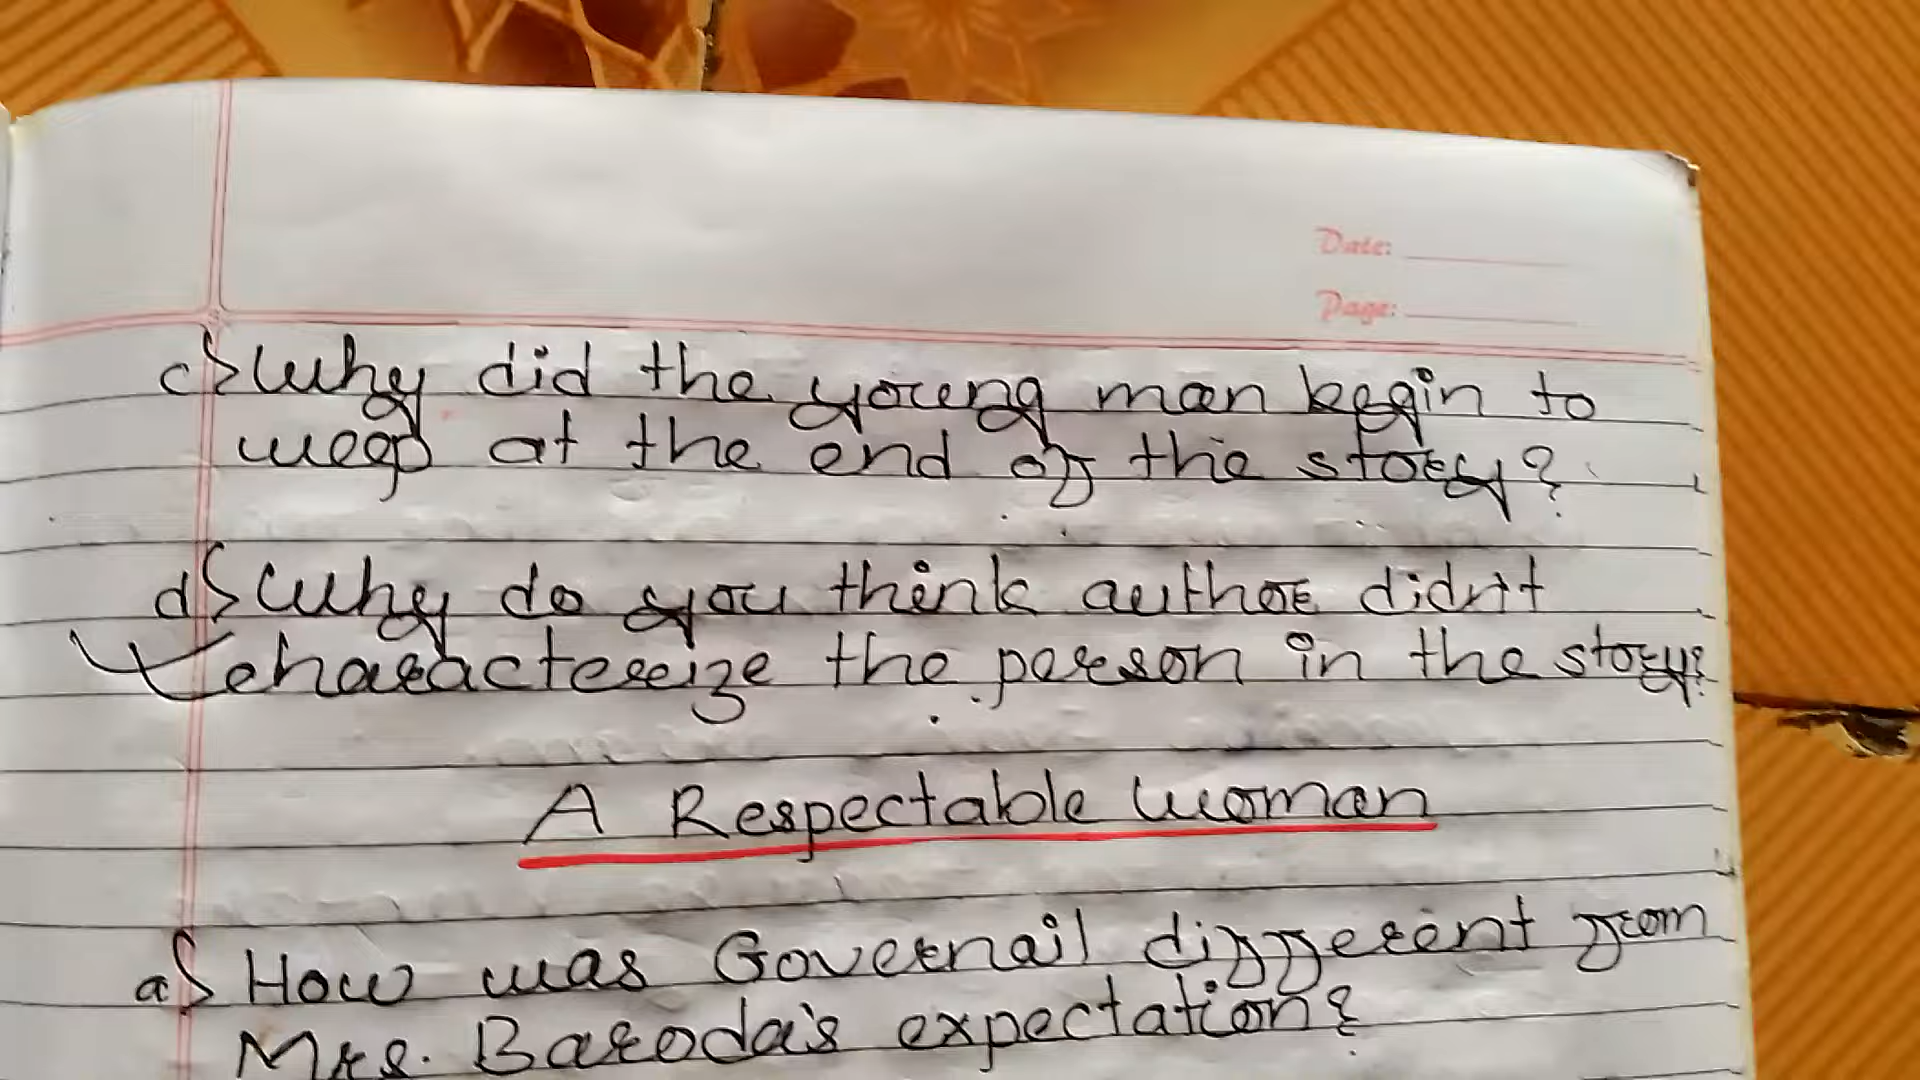 Date:
Page:
c) Why did the young man begin to
weep at the end of the story?
d) Why do you think author didn't
characterize the person in the story?
A Respectable Woman
a) How was Governail different from
Mrs. Baroda's expectation?